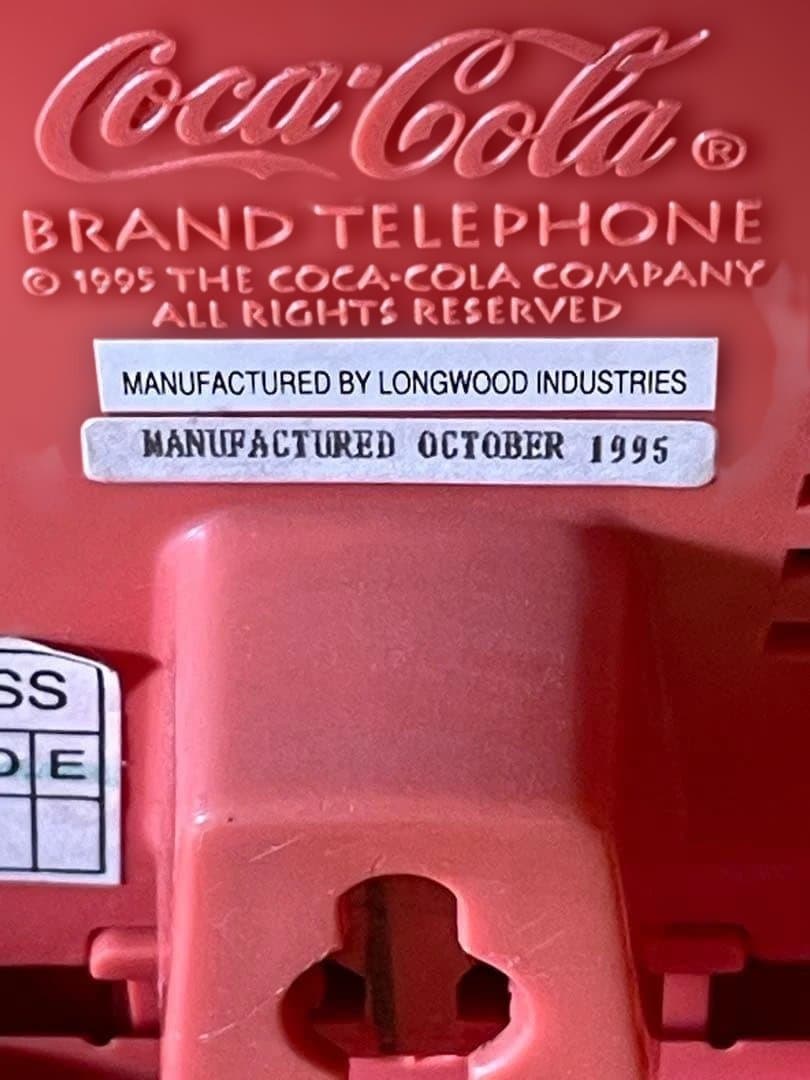 Coca-Cola ®
BRAND TELEPHONE
© 1995 THE COCA-COLA COMPANY
ALL RIGHTS RESERVED
MANUFACTURED BY LONGWOOD INDUSTRIES
MANUFACTURED OCTOBER 1995
SS
D E